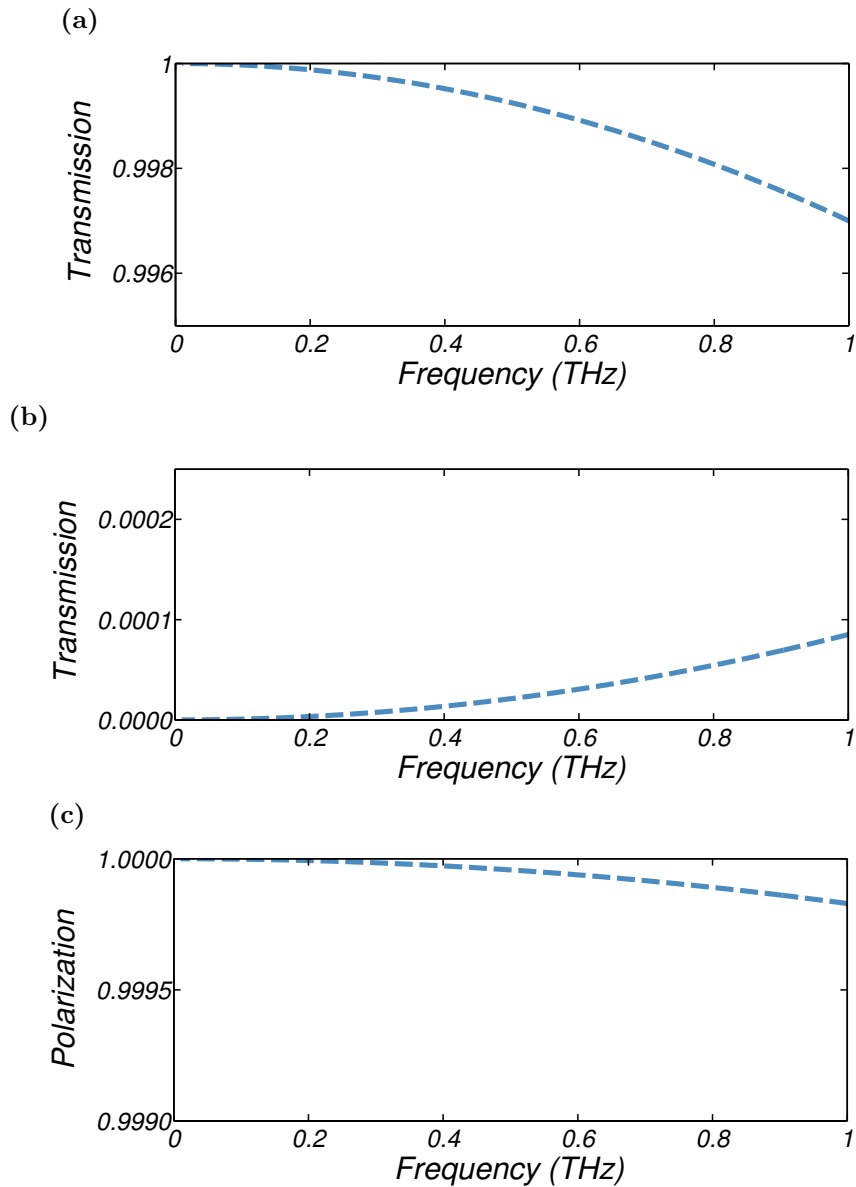 (a)
1
0.998
0.996
Transmission
0 0.2 0.4 0.6 0.8 1
Frequency (THz)
(b)
0.0002
0.0001
0.0000
Transmission
0 0.2 0.4 0.6 0.8 1
Frequency (THz)
(c)
1.0000
0.9995
0.9990
Polarization
0 0.2 0.4 0.6 0.8 1
Frequency (THz)